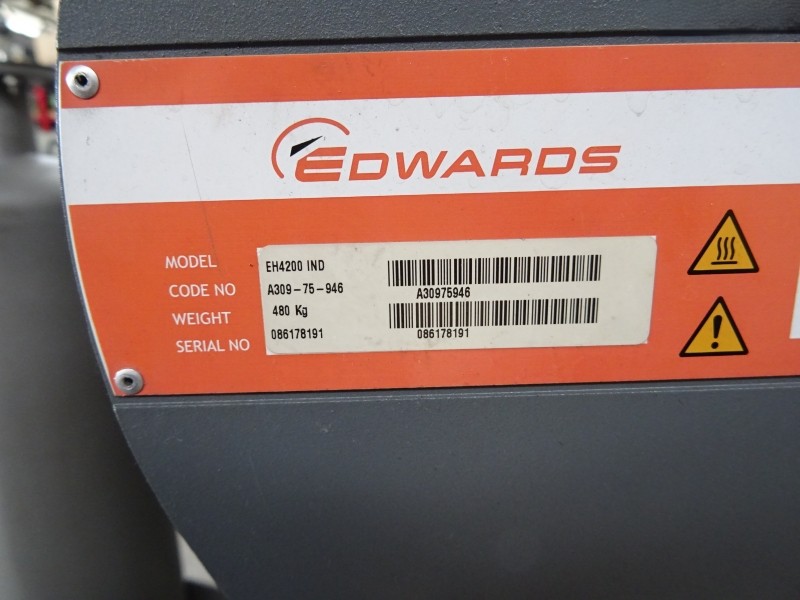 EDWARDS
MODEL EH4200 IND
CODE NO A309-75-946 A30975946
WEIGHT 480 Kg
SERIAL NO 086178191 086178191